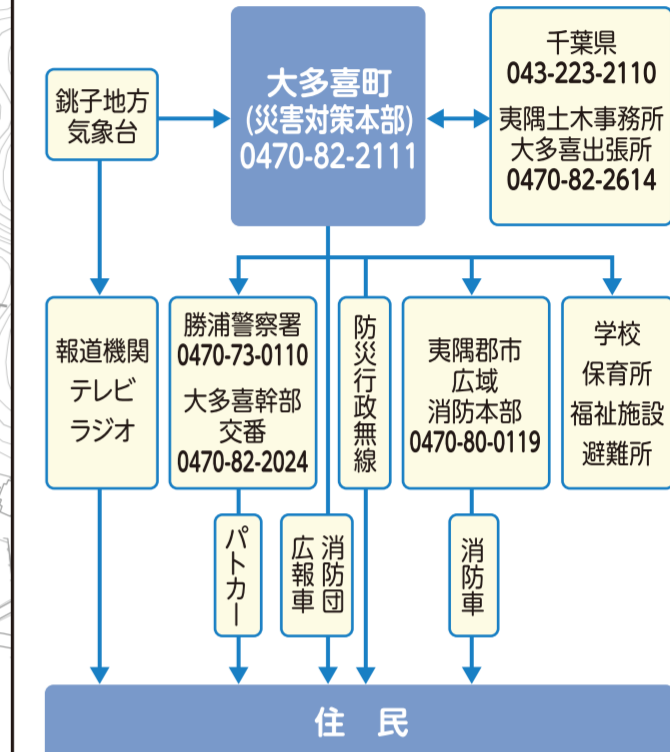 銚子地方
気象台
大多喜町
(災害対策本部)
0470-82-2111
千葉県
043-223-2110
夷隅土木事務所
大多喜出張所
0470-82-2614
報道機関
テレビ
ラジオ
勝浦警察署
0470-73-0110
大多喜幹部
交番
0470-82-2024
防災行政無線
夷隅郡市
広域
消防本部
0470-80-0119
学校
保育所
福祉施設
避難所
パトカー
消防団
広報車
消防車
住民